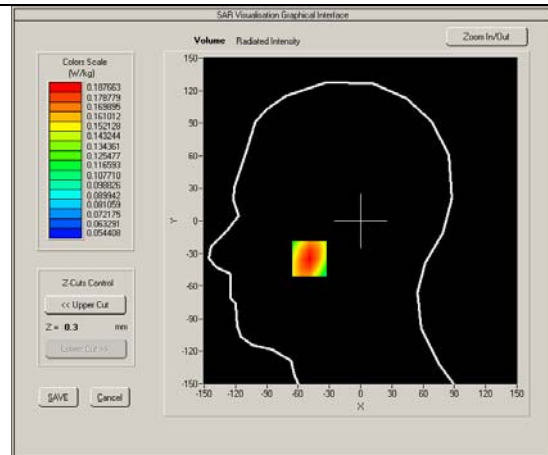 SAR Visualisation Graphical Interface
Volume Radiated Intensity
Zoom In/Out
Colors Scale
(W/kg)
0.187663
0.178779
0.169895
0.161012
0.152128
0.143244
0.134361
0.125477
0.116593
0.107710
0.098826
0.089942
0.081059
0.072175
0.063291
0.054408
150
120
90
60
30
0
-30
-60
-90
-120
-150
Y
-150 -120 -90 -60 -30 0 30 60 90 120 150
X
Z-Cuts Control
<< Upper Cut
Z = 0.3 mm
Lower Cut >>
SAVE
Cancel